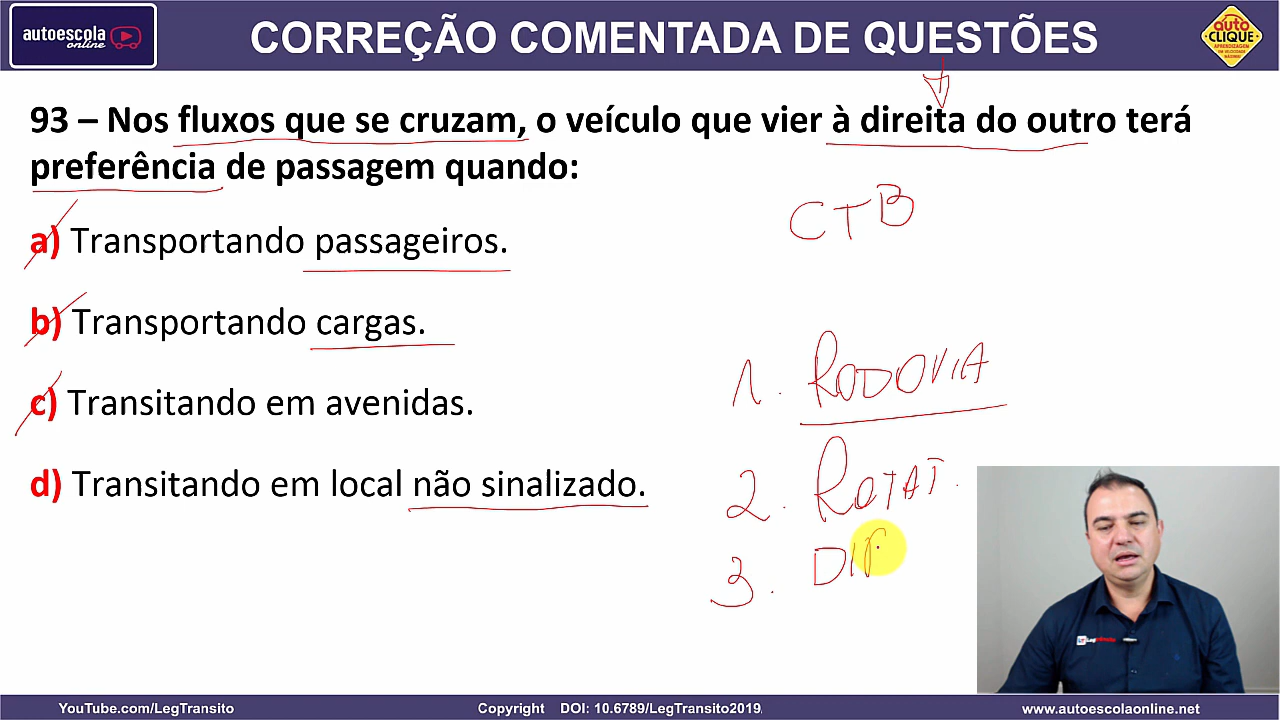 autoescola
online
CORREÇÃO COMENTADA DE QUESTÕES
auto
CLIQUE
93 – Nos fluxos que se cruzam, o veículo que vier à direita do outro terá
preferência de passagem quando:
CTB
a) Transportando passageiros.
b) Transportando cargas.
1. RODOVIA
c) Transitando em avenidas.
2. ROTAT.
d) Transitando em local não sinalizado.
3. DIR
YouTube.com/LegTransito
Copyright DOI: 10.6789/LegTransito2019
www.autoescolaonline.net